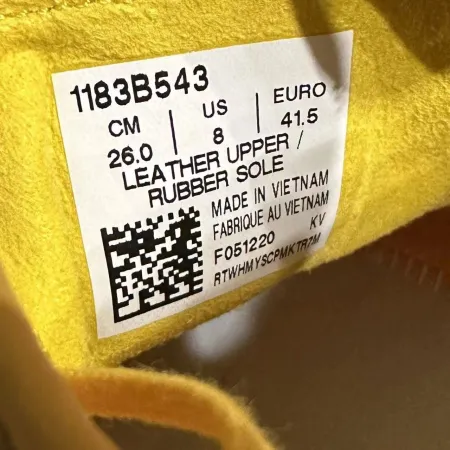 1183B543
CM | US | EURO
26.0 | 8 | 41.5
LEATHER UPPER /
RUBBER SOLE
MADE IN VIETNAM
FABRIQUE AU VIETNAM
F051220 KV
RTWHMYSCPMKTR7M